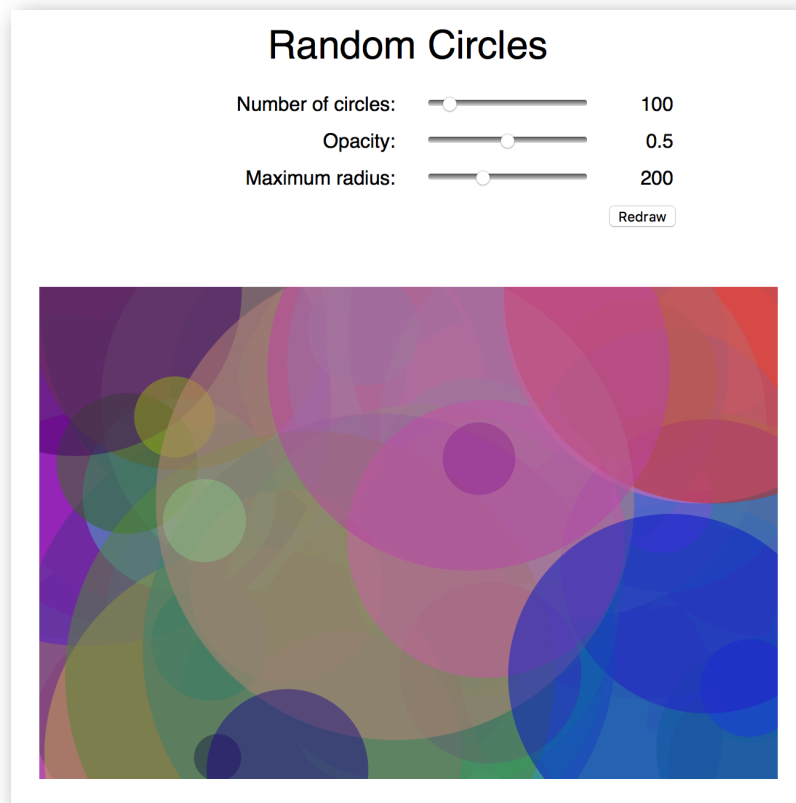 Random Circles
Number of circles: 100
Opacity: 0.5
Maximum radius: 200
Redraw